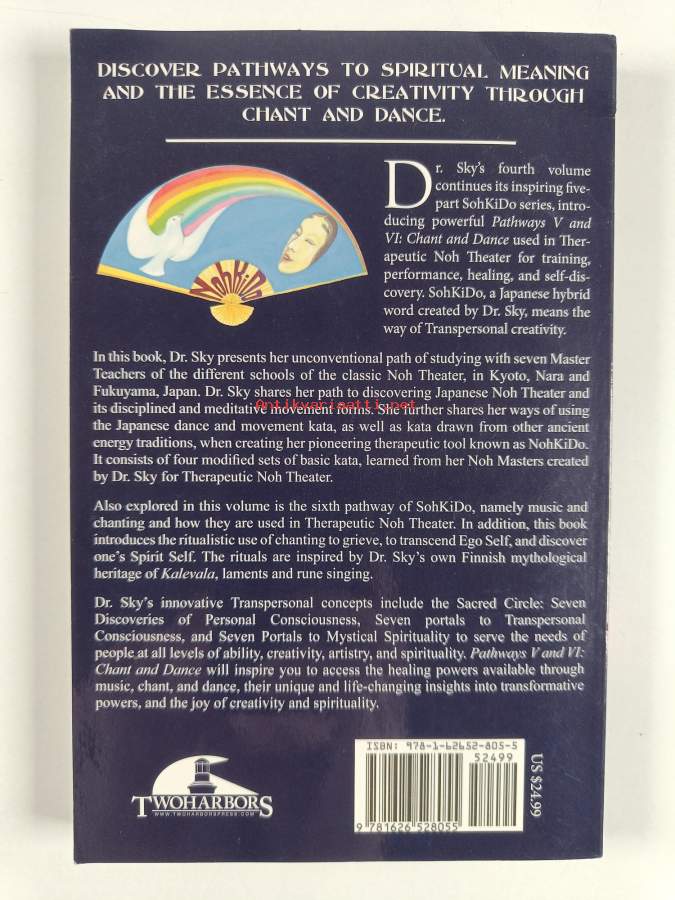 DISCOVER PATHWAYS TO SPIRITUAL MEANING
AND THE ESSENCE OF CREATIVITY THROUGH
CHANT AND DANCE.
NohKiDo
Dr. Sky's fourth volume
continues its inspiring five-
part SohKiDo series, intro-
ducing powerful Pathways V and
VI: Chant and Dance used in Ther-
apeutic Noh Theater for training,
performance, healing, and self-dis-
covery. SohKiDo, a Japanese hybrid
word created by Dr. Sky, means the
way of Transpersonal creativity.
In this book, Dr. Sky presents her unconventional path of studying with seven Master
Teachers of the different schools of the classic Noh Theater, in Kyoto, Nara and
Fukuyama, Japan. Dr. Sky shares her path to discovering Japanese Noh Theater and
Antikvariaatti.net
its disciplined and meditative movement forms. She further shares her ways of using
the Japanese dance and movement kata, as well as kata drawn from other ancient
energy traditions, when creating her pioneering therapeutic tool known as NohKiDo.
It consists of four modified sets of basic kata, learned from her Noh Masters created
by Dr. Sky for Therapeutic Noh Theater.
Also explored in this volume is the sixth pathway of SohKiDo, namely music and
chanting and how they are used in Therapeutic Noh Theater. In addition, this book
introduces the ritualistic use of chanting to grieve, to transcend Ego Self, and discover
one's Spirit Self. The rituals are inspired by Dr. Sky's own Finnish mythological
heritage of Kalevala, laments and rune singing.
Dr. Sky's innovative Transpersonal concepts include the Sacred Circle: Seven
Discoveries of Personal Consciousness, Seven portals to Transpersonal
Consciousness, and Seven Portals to Mystical Spirituality to serve the needs of
people at all levels of ability, creativity, artistry, and spirituality. Pathways V and VI:
Chant and Dance will inspire you to access the healing powers available through
music, chant, and dance, their unique and life-changing insights into transformative
powers, and the joy of creativity and spirituality.
TWOHARBORS
WWW.TWOHARBORSPRESS.COM
ISBN: 978-1-62652-805-5
52499
9 781626 528055
US $24.99